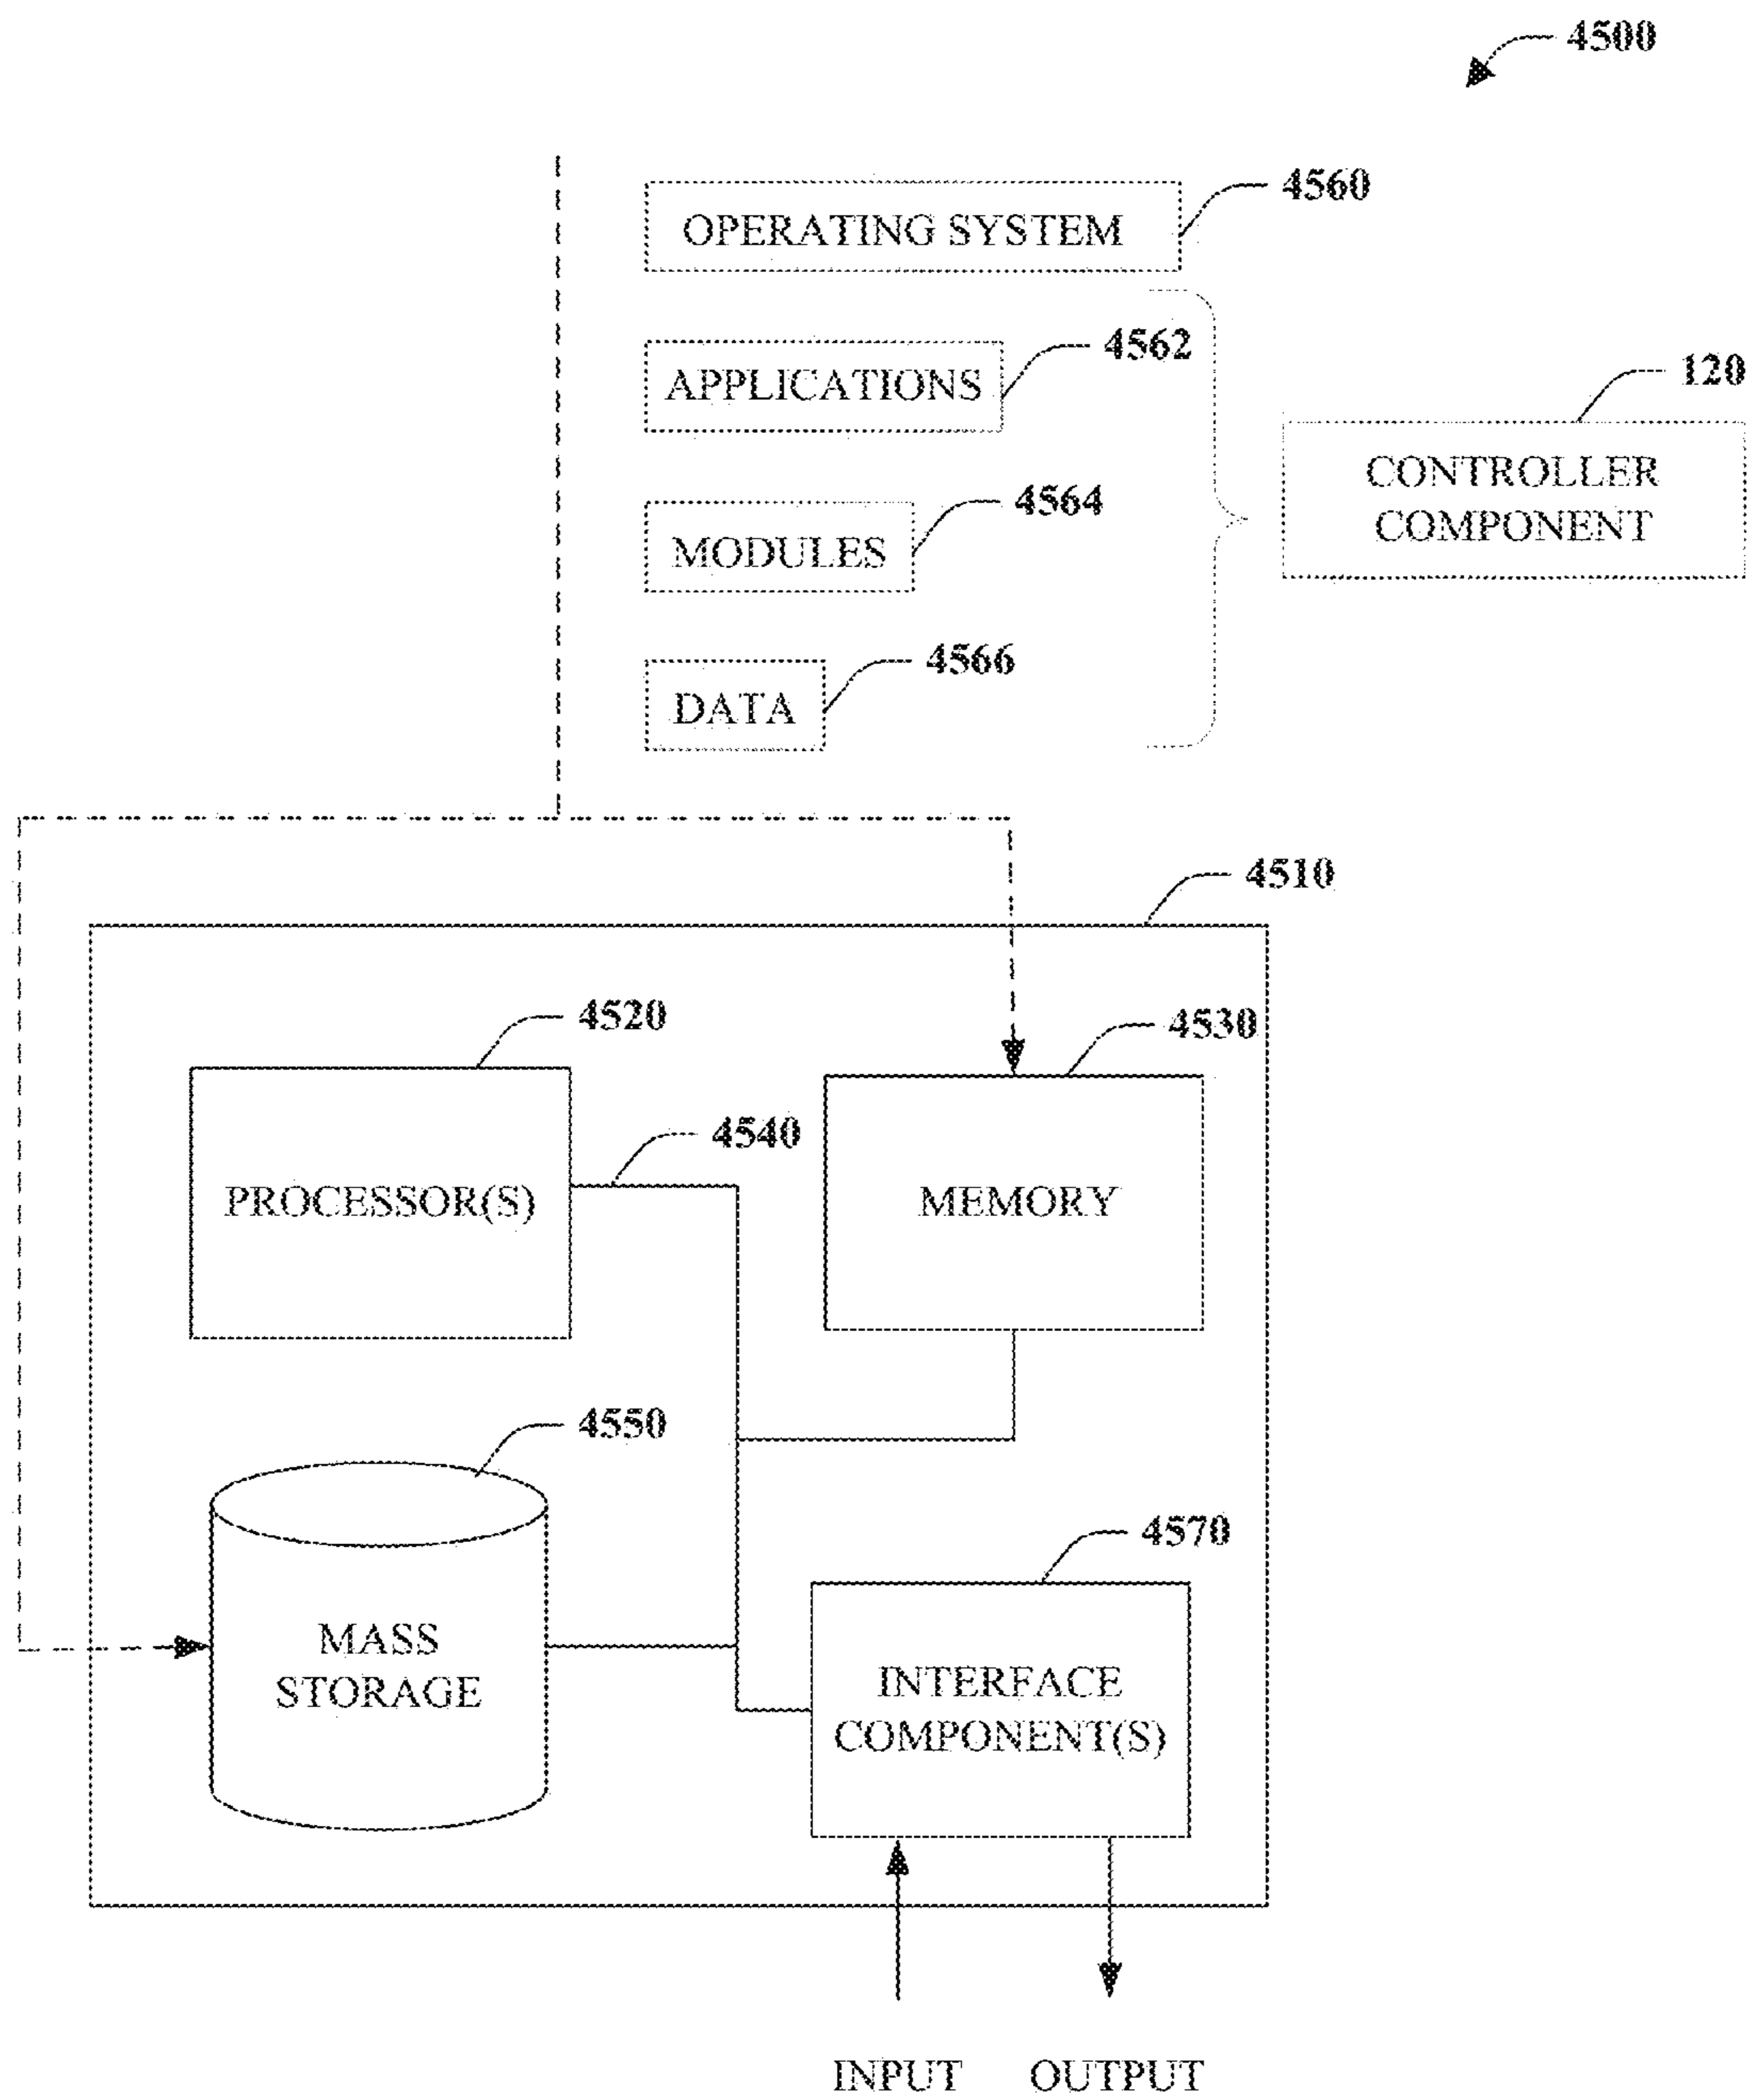 4500
4560
OPERATING SYSTEM
4562
APPLICATIONS
120
CONTROLLER
COMPONENT
4564
MODULES
4566
DATA
4510
4520
4530
4540
PROCESSOR(S)
MEMORY
4550
4570
MASS
STORAGE
INTERFACE
COMPONENT(S)
INPUT
OUTPUT